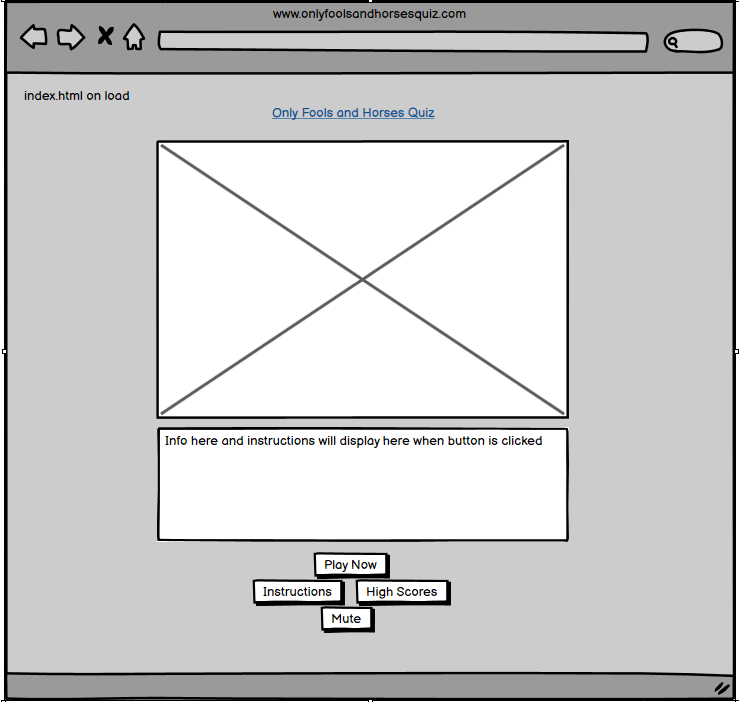 www.onlyfoolsandhorsesquiz.com
index.html on load
Only Fools and Horses Quiz
Info here and instructions will display here when button is clicked
Play Now
Instructions
High Scores
Mute